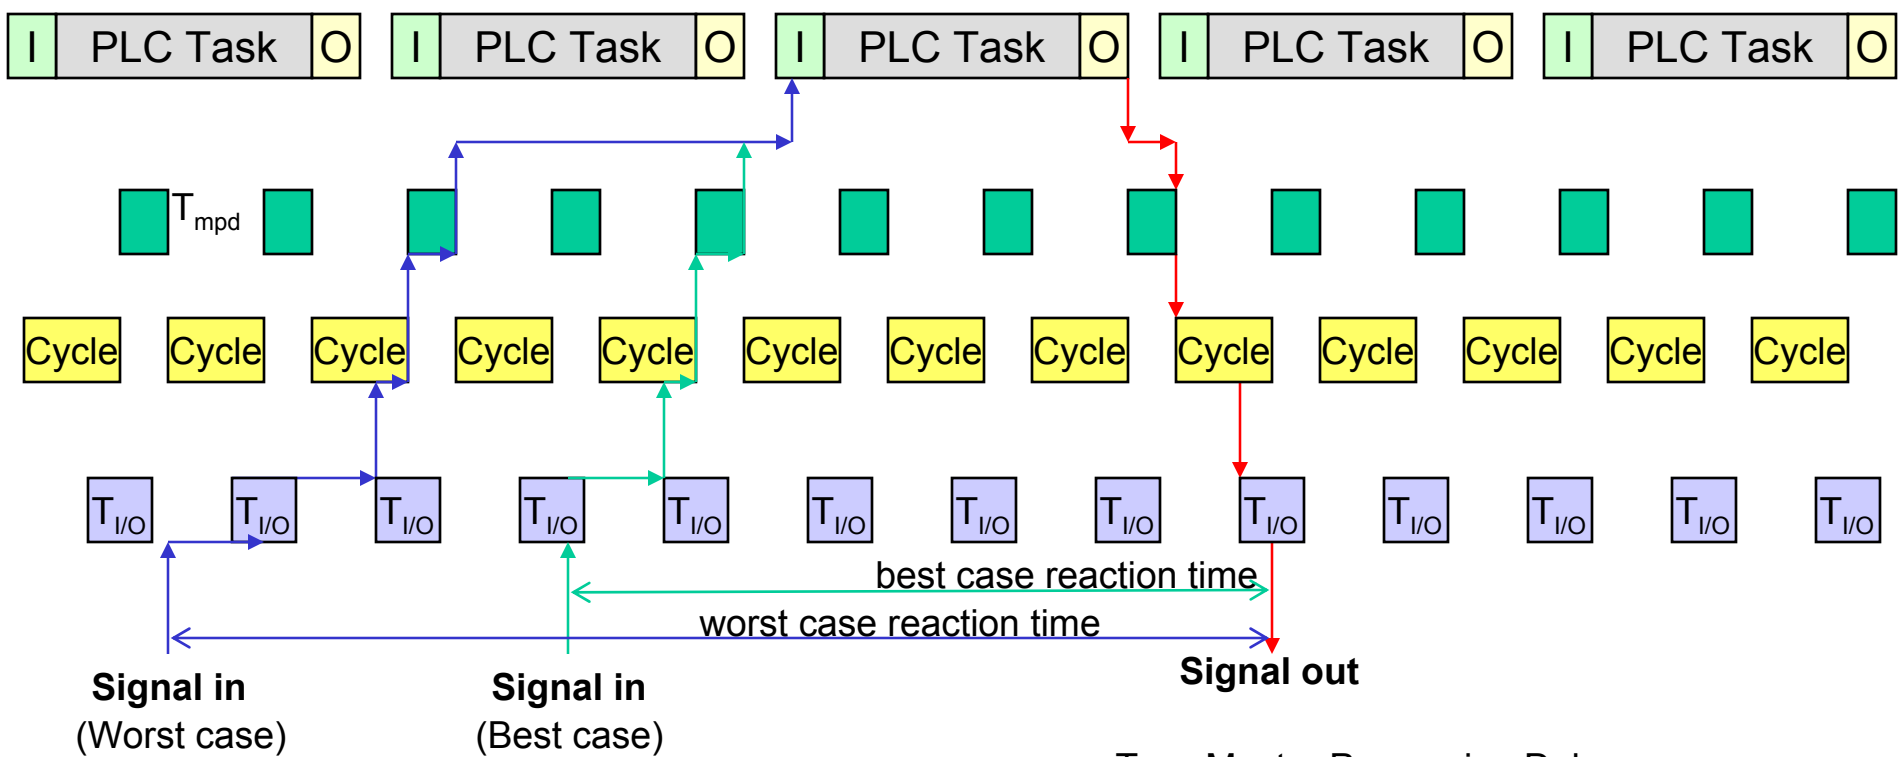 I PLC Task O I PLC Task O I PLC Task O I PLC Task O I PLC Task O
Tmpd
Cycle Cycle Cycle Cycle Cycle Cycle Cycle Cycle Cycle Cycle Cycle Cycle Cycle
TI/O TI/O TI/O TI/O TI/O TI/O TI/O TI/O TI/O TI/O TI/O TI/O TI/O
best case reaction time
worst case reaction time
Signal in Signal in Signal out
(Worst case) (Best case)